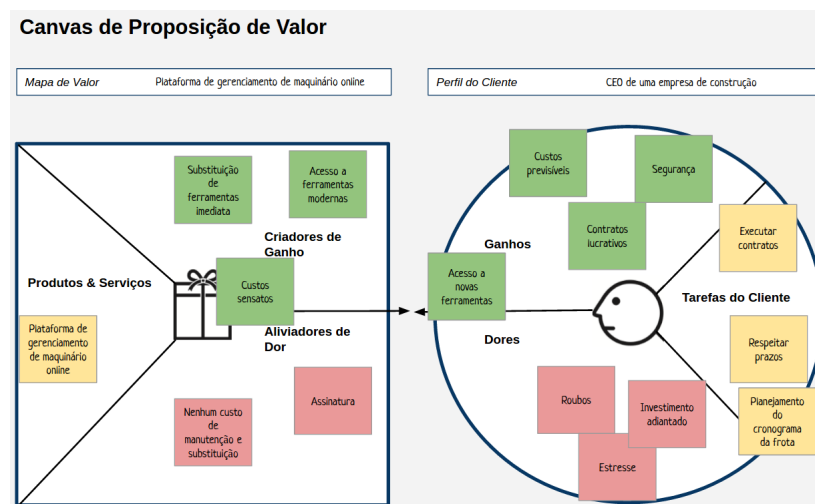 Canvas de Proposição de Valor
Mapa de Valor
Plataforma de gerenciamento de maquinário online
Perfil do Cliente
CEO de uma empresa de construção
Substituição
de
ferramentas
imediata
Acesso a
ferramentas
modernas
Criadores de
Ganho
Custos
sensatos
Produtos & Serviços
Plataforma de
gerenciamento
de maquinário
online
Aliviadores de
Dor
Nenhum custo
de
manutenção e
substituição
Assinatura
Custos
previsíveis
Segurança
Contratos
lucrativos
Ganhos
Acesso a
novas
ferramentas
Executar
contratos
Tarefas do Cliente
Respeitar
prazos
Planejamento
do
cronograma
da frota
Dores
Roubos
Investimento
adiantado
Estresse